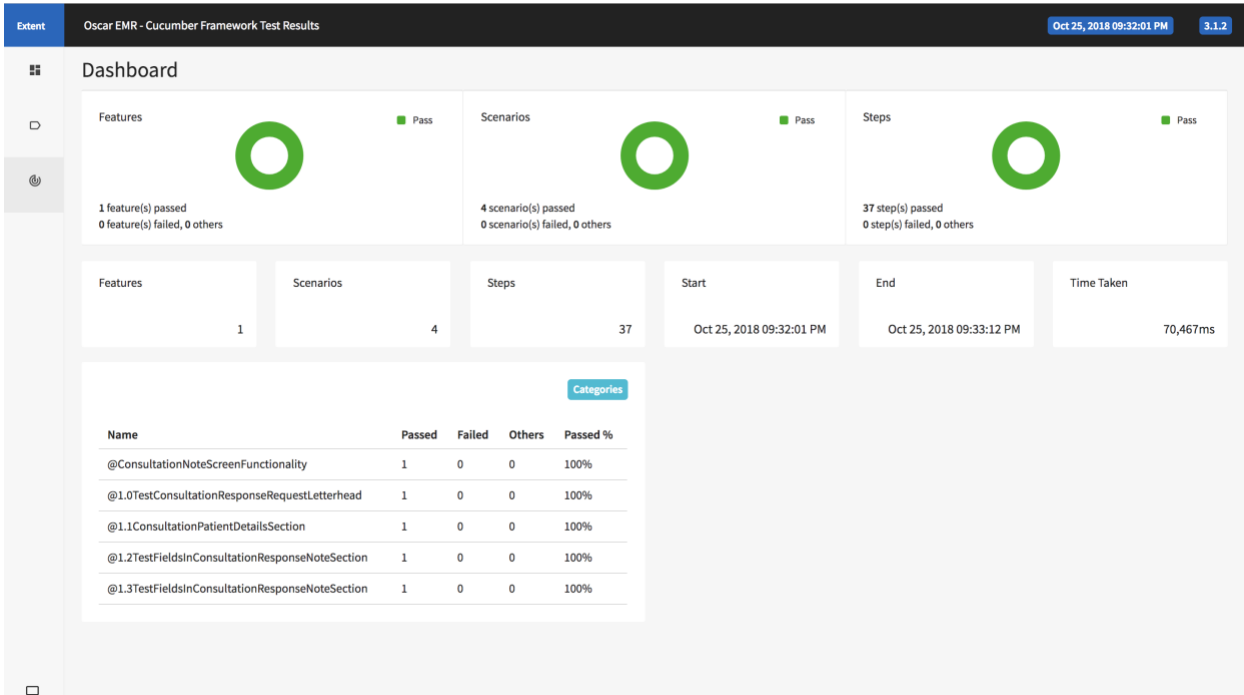 Extent Oscar EMR - Cucumber Framework Test Results Oct 25, 2018 09:32:01 PM 3.1.2
Dashboard
Features Pass
1 feature(s) passed
0 feature(s) failed, 0 others
Scenarios Pass
4 scenario(s) passed
0 scenario(s) failed, 0 others
Steps Pass
37 step(s) passed
0 step(s) failed, 0 others
Features
1
Scenarios
4
Steps
37
Start
Oct 25, 2018 09:32:01 PM
End
Oct 25, 2018 09:33:12 PM
Time Taken
70,467ms
Categories
Name Passed Failed Others Passed %
@ConsultationNoteScreenFunctionality 1 0 0 100%
@1.0TestConsultationResponseRequestLetterhead 1 0 0 100%
@1.1ConsultationPatientDetailsSection 1 0 0 100%
@1.2TestFieldsInConsultationResponseNoteSection 1 0 0 100%
@1.3TestFieldsInConsultationResponseNoteSection 1 0 0 100%